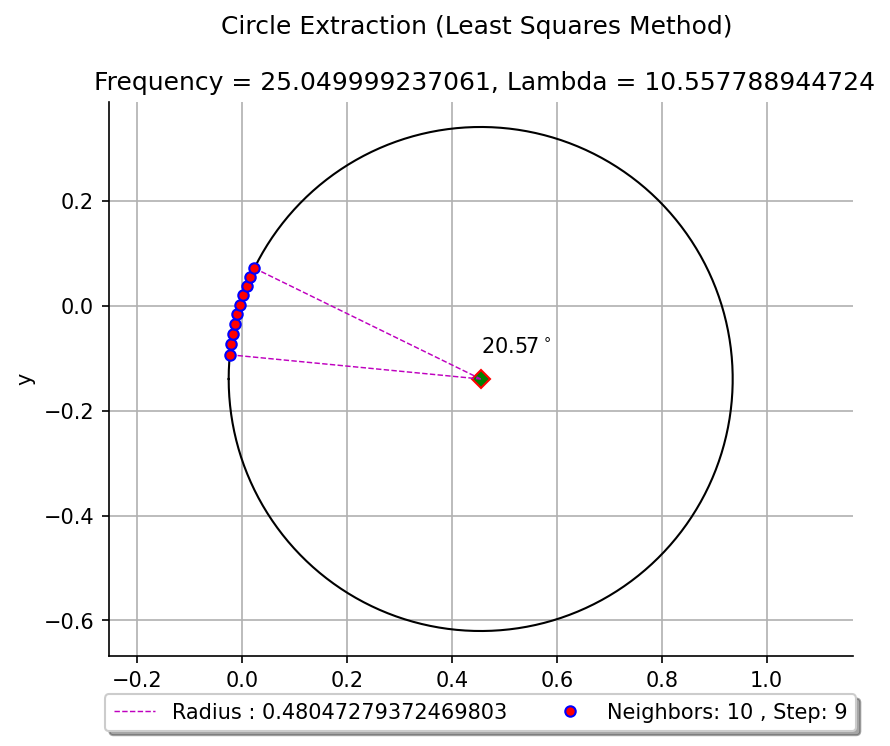 Circle Extraction (Least Squares Method)
Frequency = 25.049999237061, Lambda = 10.557788944724
0.2
0.0
−0.2
−0.4
−0.6
y
20.57°
−0.2 0.0 0.2 0.4 0.6 0.8 1.0
Radius : 0.48047279372469803 Neighbors: 10 , Step: 9